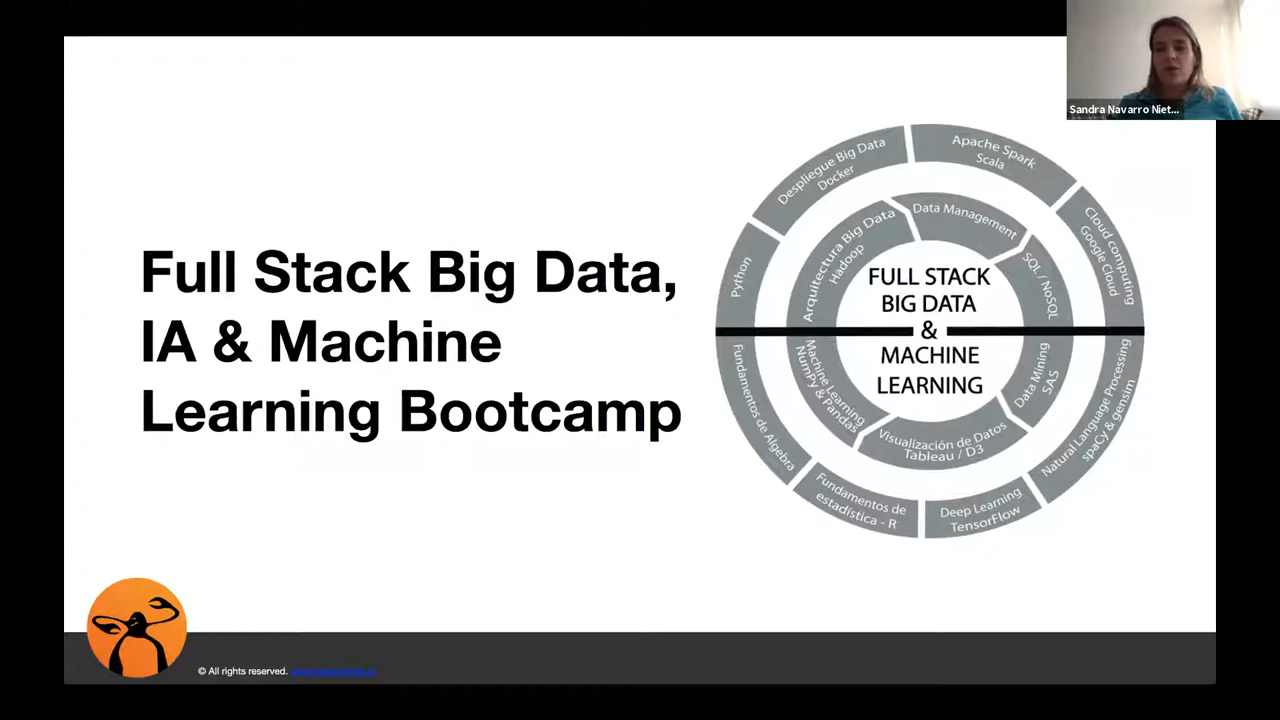 Sandra Navarro Niet...
Full Stack Big Data,
IA & Machine
Learning Bootcamp
Despliegue Big Data
Docker
Apache Spark
Scala
Cloud computing
Google Cloud
Python
Arquitectura Big Data
Hadoop
Data Management
SQL / NoSQL
FULL STACK
BIG DATA
&
MACHINE
LEARNING
Fundamentos de Algebra
Machine Learning
NumPy & Pandas
Visualización de Datos
Tableau / D3
Data Mining
SAS
Natural Language Processing
spaCy & gensim
Fundamentos de
estadística - R
Deep Learning
TensorFlow
© All rights reserved.